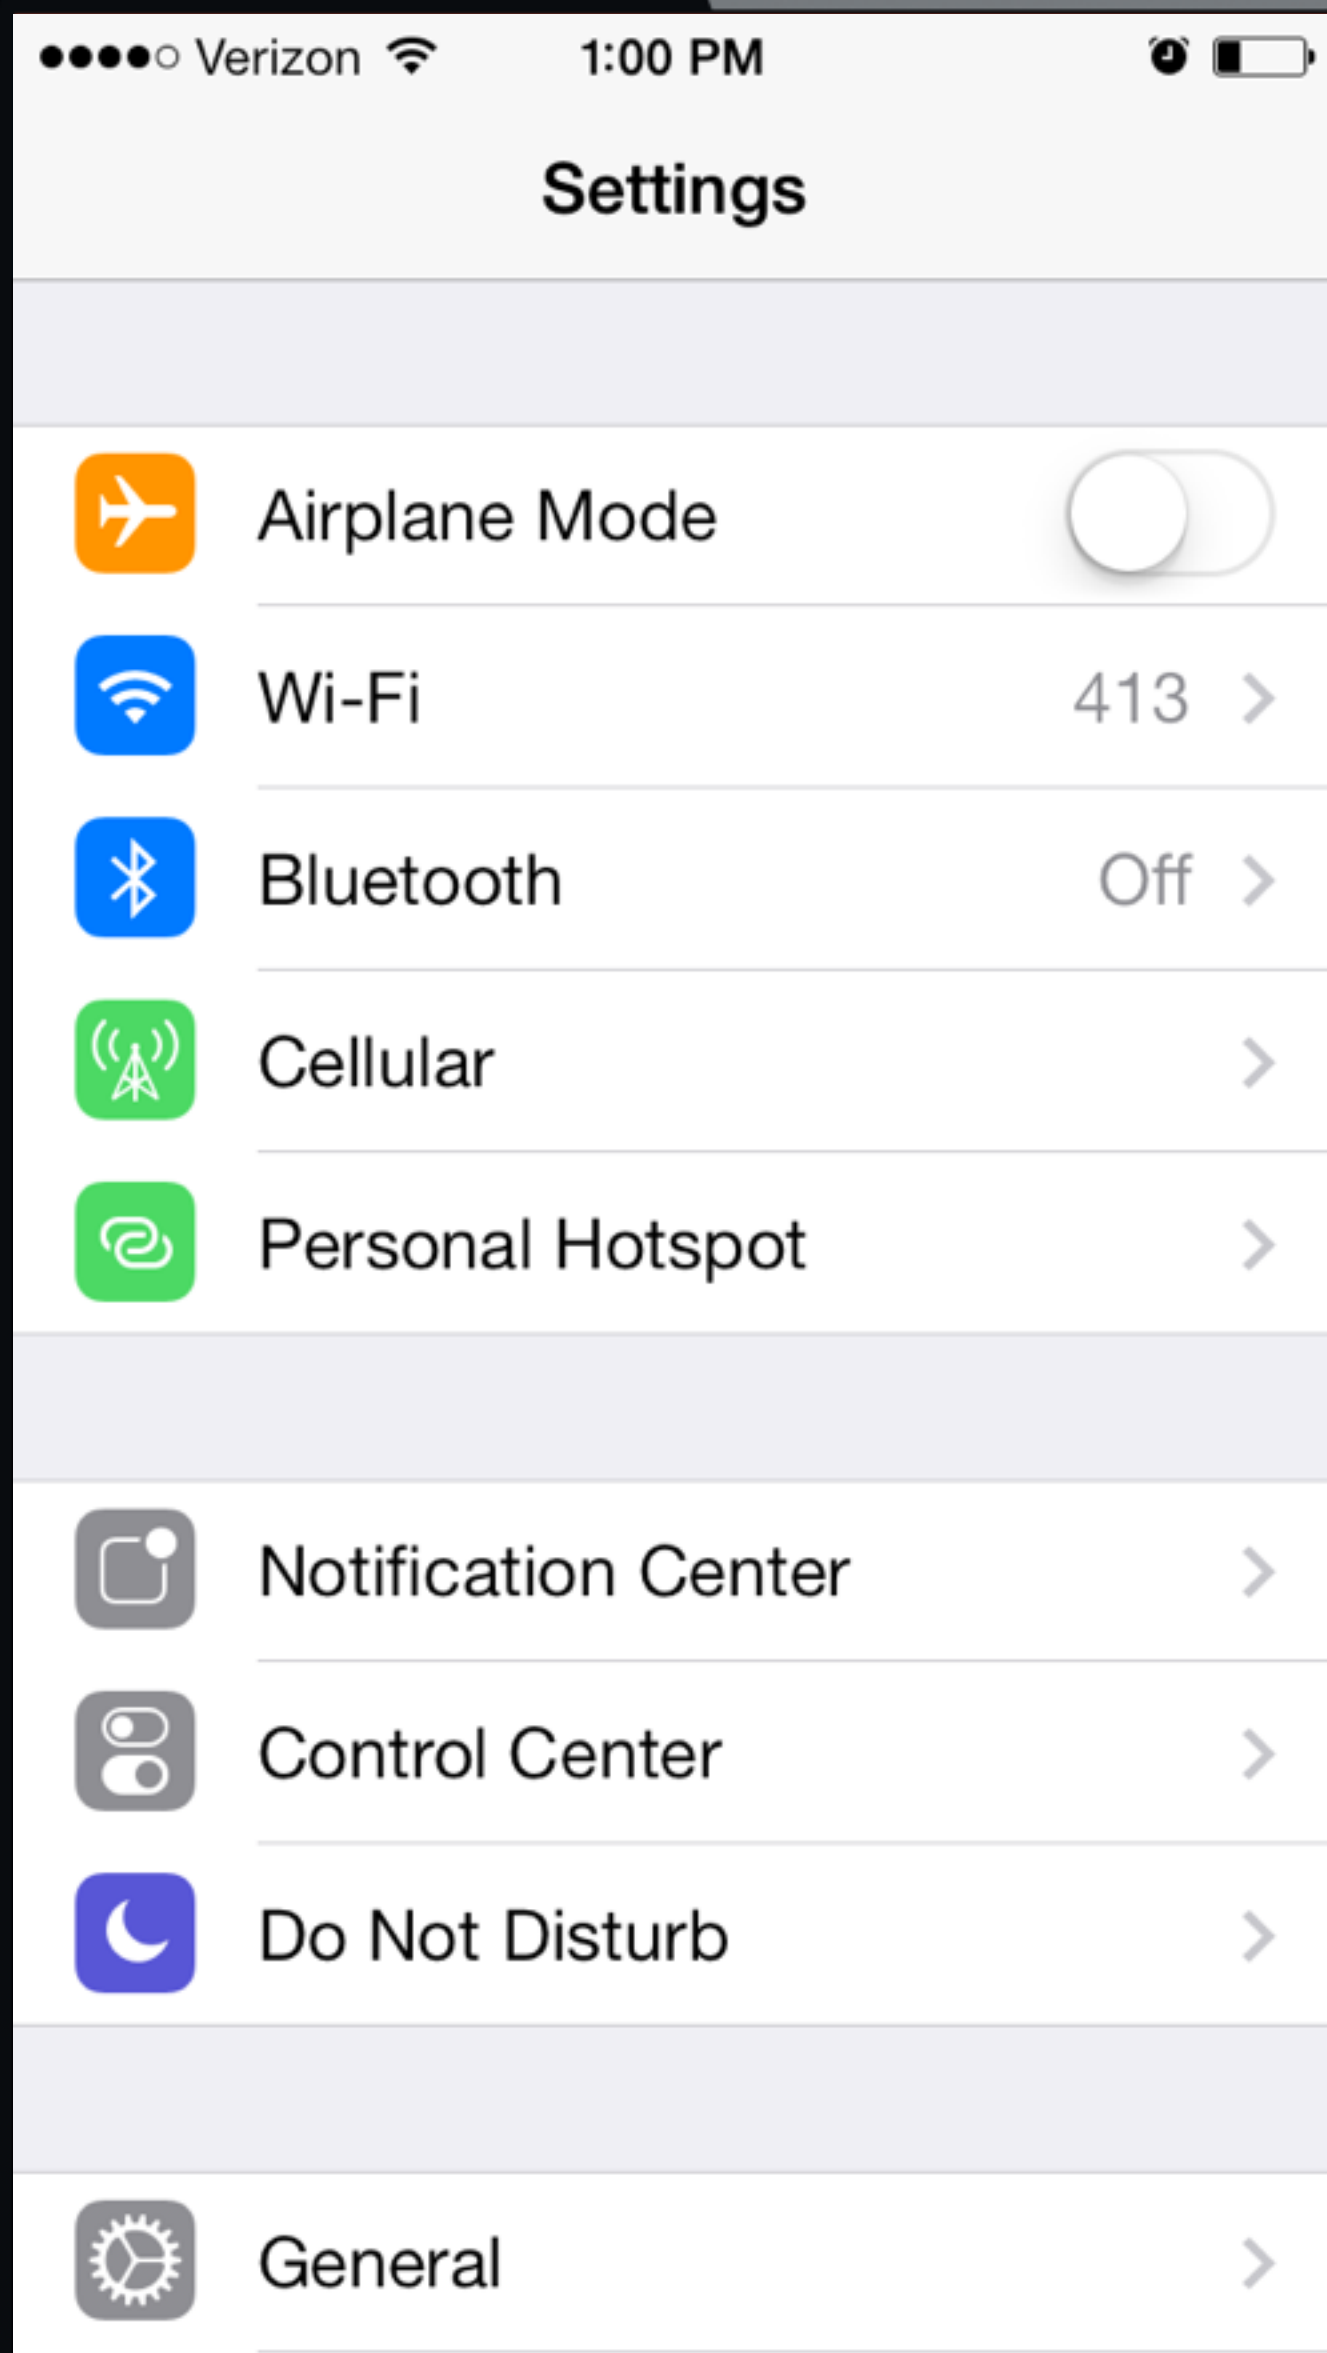 Verizon 1:00 PM
Settings
Airplane Mode
Wi-Fi 413
Bluetooth Off
Cellular
Personal Hotspot
Notification Center
Control Center
Do Not Disturb
General